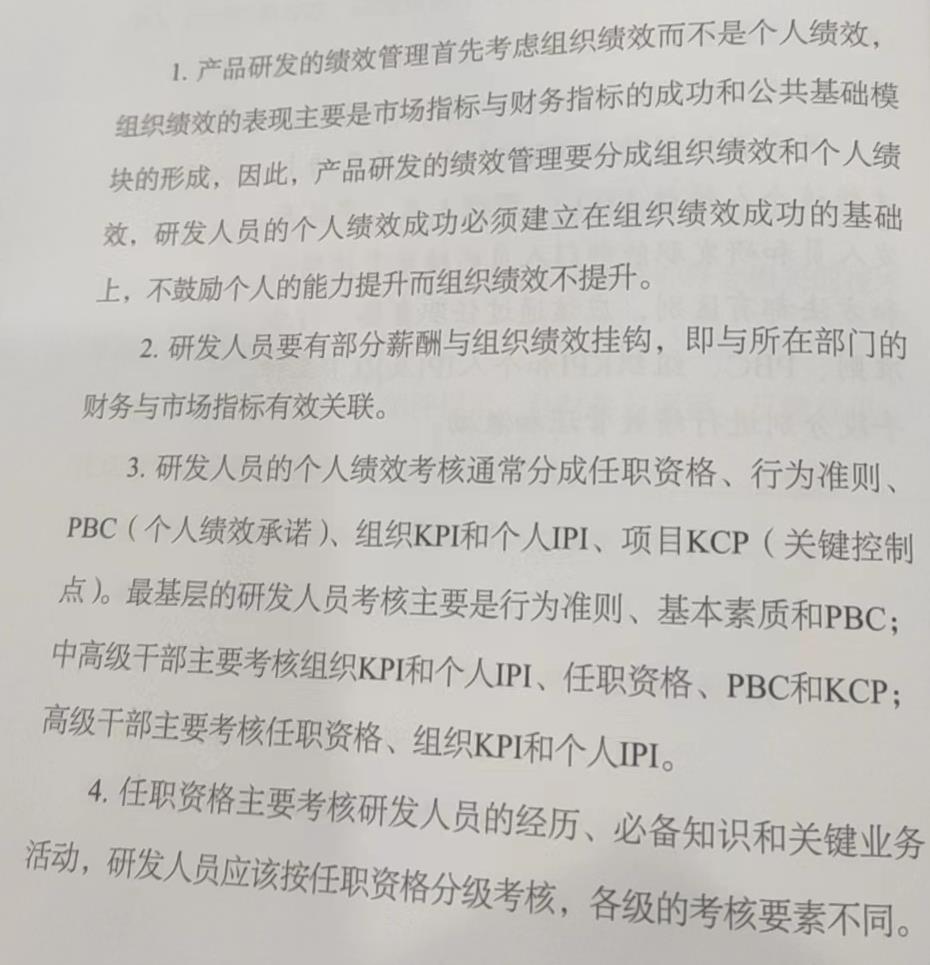 1. 产品研发的绩效管理首先考虑组织绩效而不是个人绩效，
组织绩效的表现主要是市场指标与财务指标的成功和公共基础模
块的形成，因此，产品研发的绩效管理要分成组织绩效和个人绩
效，研发人员的个人绩效成功必须建立在组织绩效成功的基础
上，不鼓励个人的能力提升而组织绩效不提升。
2. 研发人员要有部分薪酬与组织绩效挂钩，即与所在部门的
财务与市场指标有效关联。
3. 研发人员的个人绩效考核通常分成任职资格、行为准则、
PBC（个人绩效承诺）、组织KPI和个人IPI、项目KCP（关键控制
点）。最基层的研发人员考核主要是行为准则、基本素质和PBC；
中高级干部主要考核组织KPI和个人IPI、任职资格、PBC和KCP；
高级干部主要考核任职资格、组织KPI和个人IPI。
4. 任职资格主要考核研发人员的经历、必备知识和关键业务
活动，研发人员应该按任职资格分级考核，各级的考核要素不同。